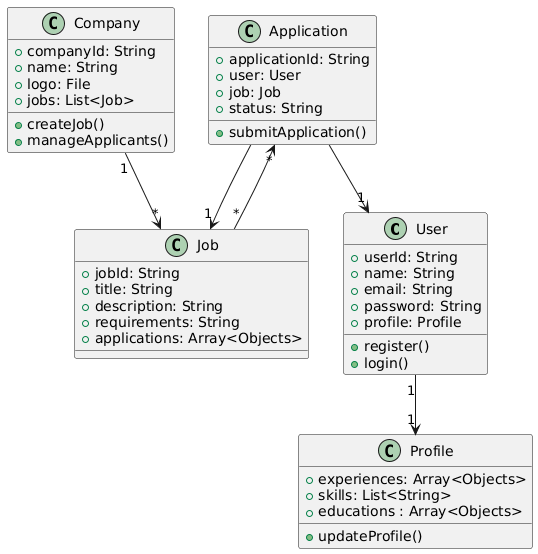 C Company
+companyId: String
+name: String
+logo: File
+jobs: List<Job>
+createJob()
+manageApplicants()
C Application
+applicationId: String
+user: User
+job: Job
+status: String
+submitApplication()
1
*
1
*
*
1
C Job
jobId: String
title: String
description: String
requirements: String
applications: Array<Objects>
C User
userId: String
name: String
email: String
password: String
profile: Profile
register()
login()
1
1
C Profile
experiences: Array<Objects>
skills: List<String>
educations : Array<Objects>
updateProfile()